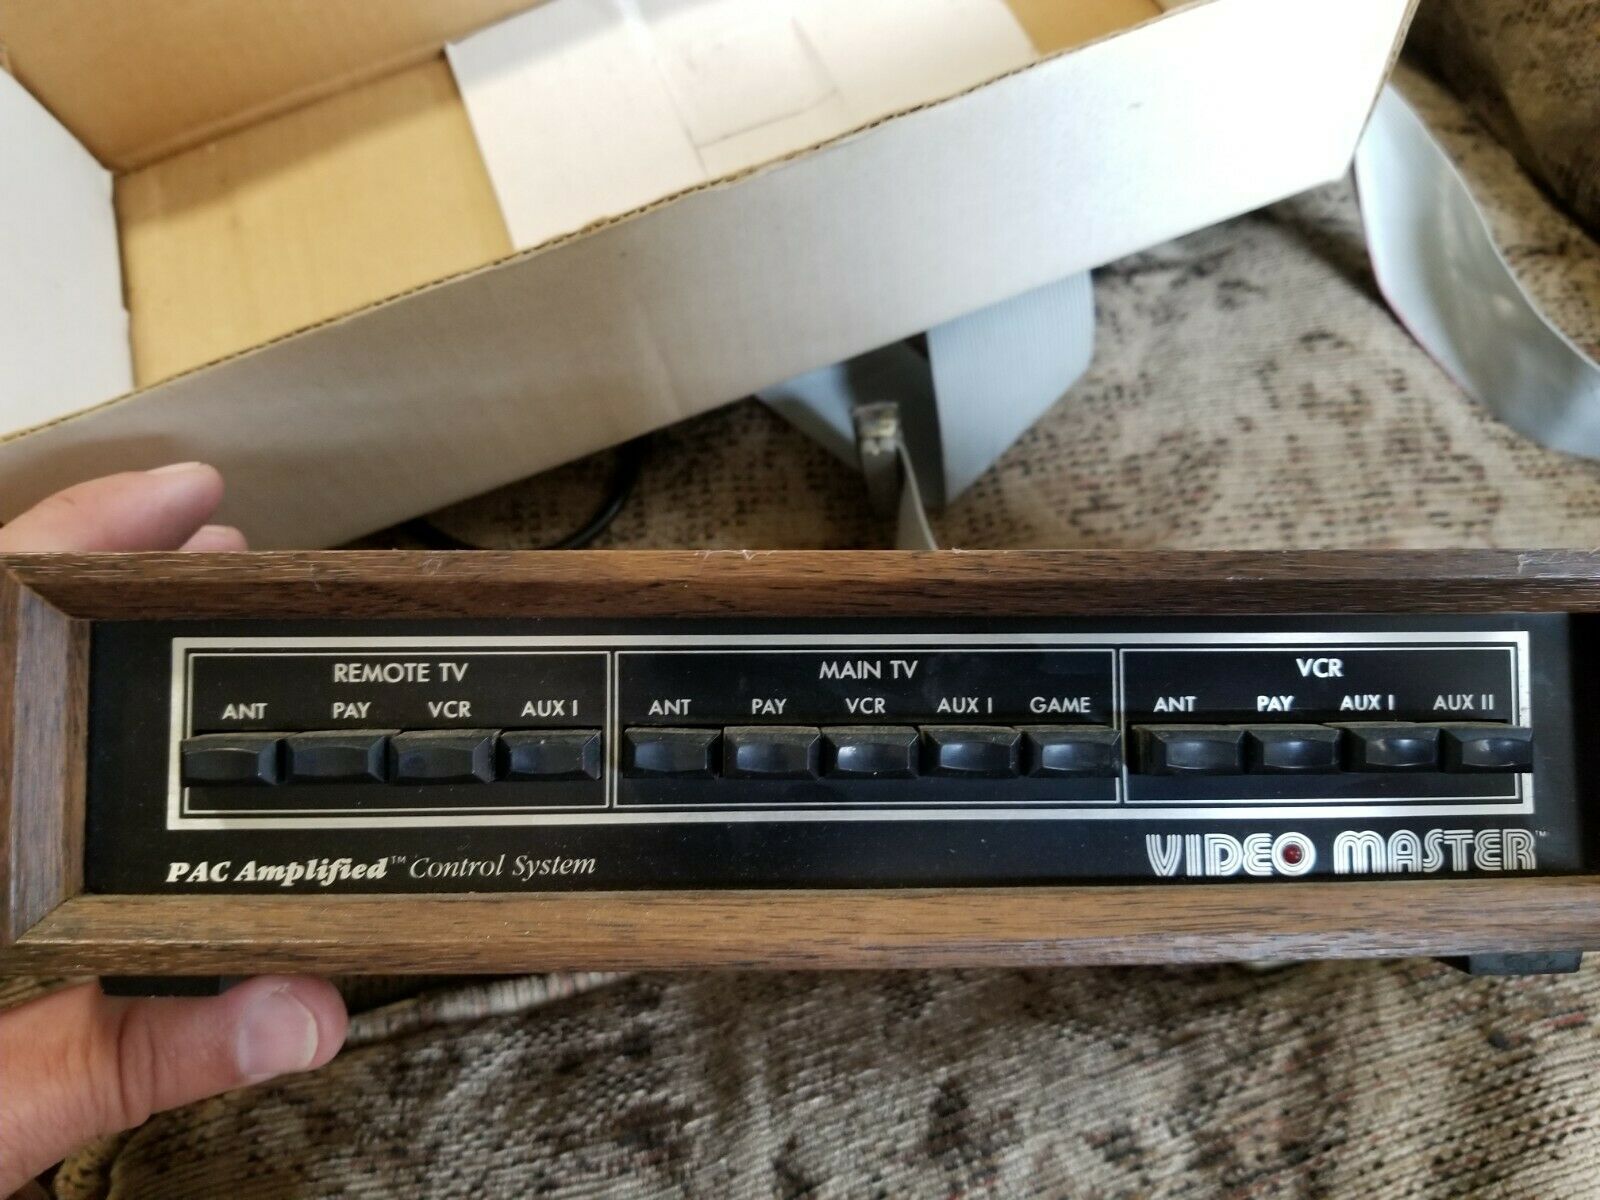 REMOTE TV
ANT PAY VCR AUX I
MAIN TV
ANT PAY VCR AUX I GAME
VCR
ANT PAY AUX I AUX II
PAC Amplified™ Control System
VIDEO MASTER™